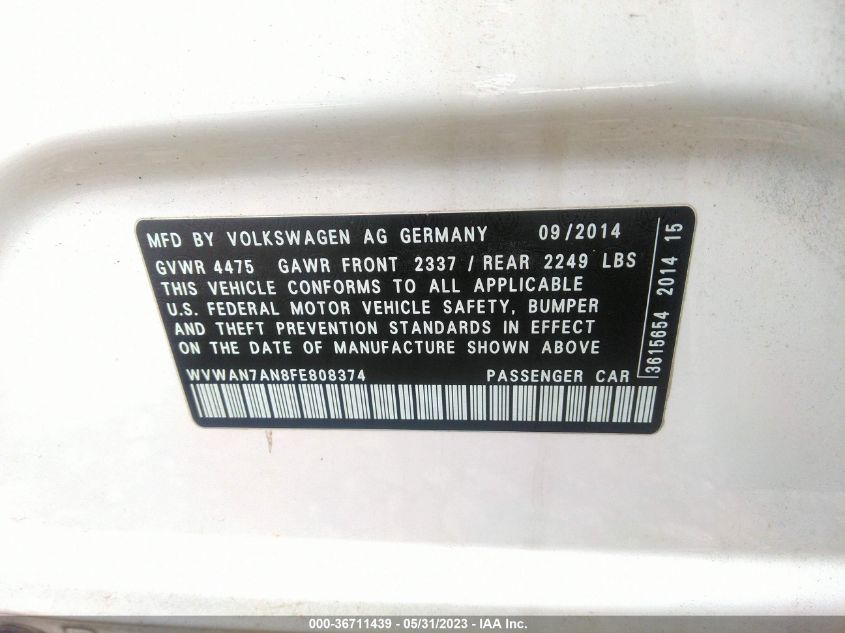 MFD BY VOLKSWAGEN AG GERMANY 09/2014
GVWR 4475 GAWR FRONT 2337 / REAR 2249 LBS
THIS VEHICLE CONFORMS TO ALL APPLICABLE
U.S. FEDERAL MOTOR VEHICLE SAFETY, BUMPER
AND THEFT PREVENTION STANDARDS IN EFFECT
ON THE DATE OF MANUFACTURE SHOWN ABOVE
WVWAN7AN8FE808374 PASSENGER CAR
3615654 2014 15
000-36711439 - 05/31/2023 - IAA Inc.